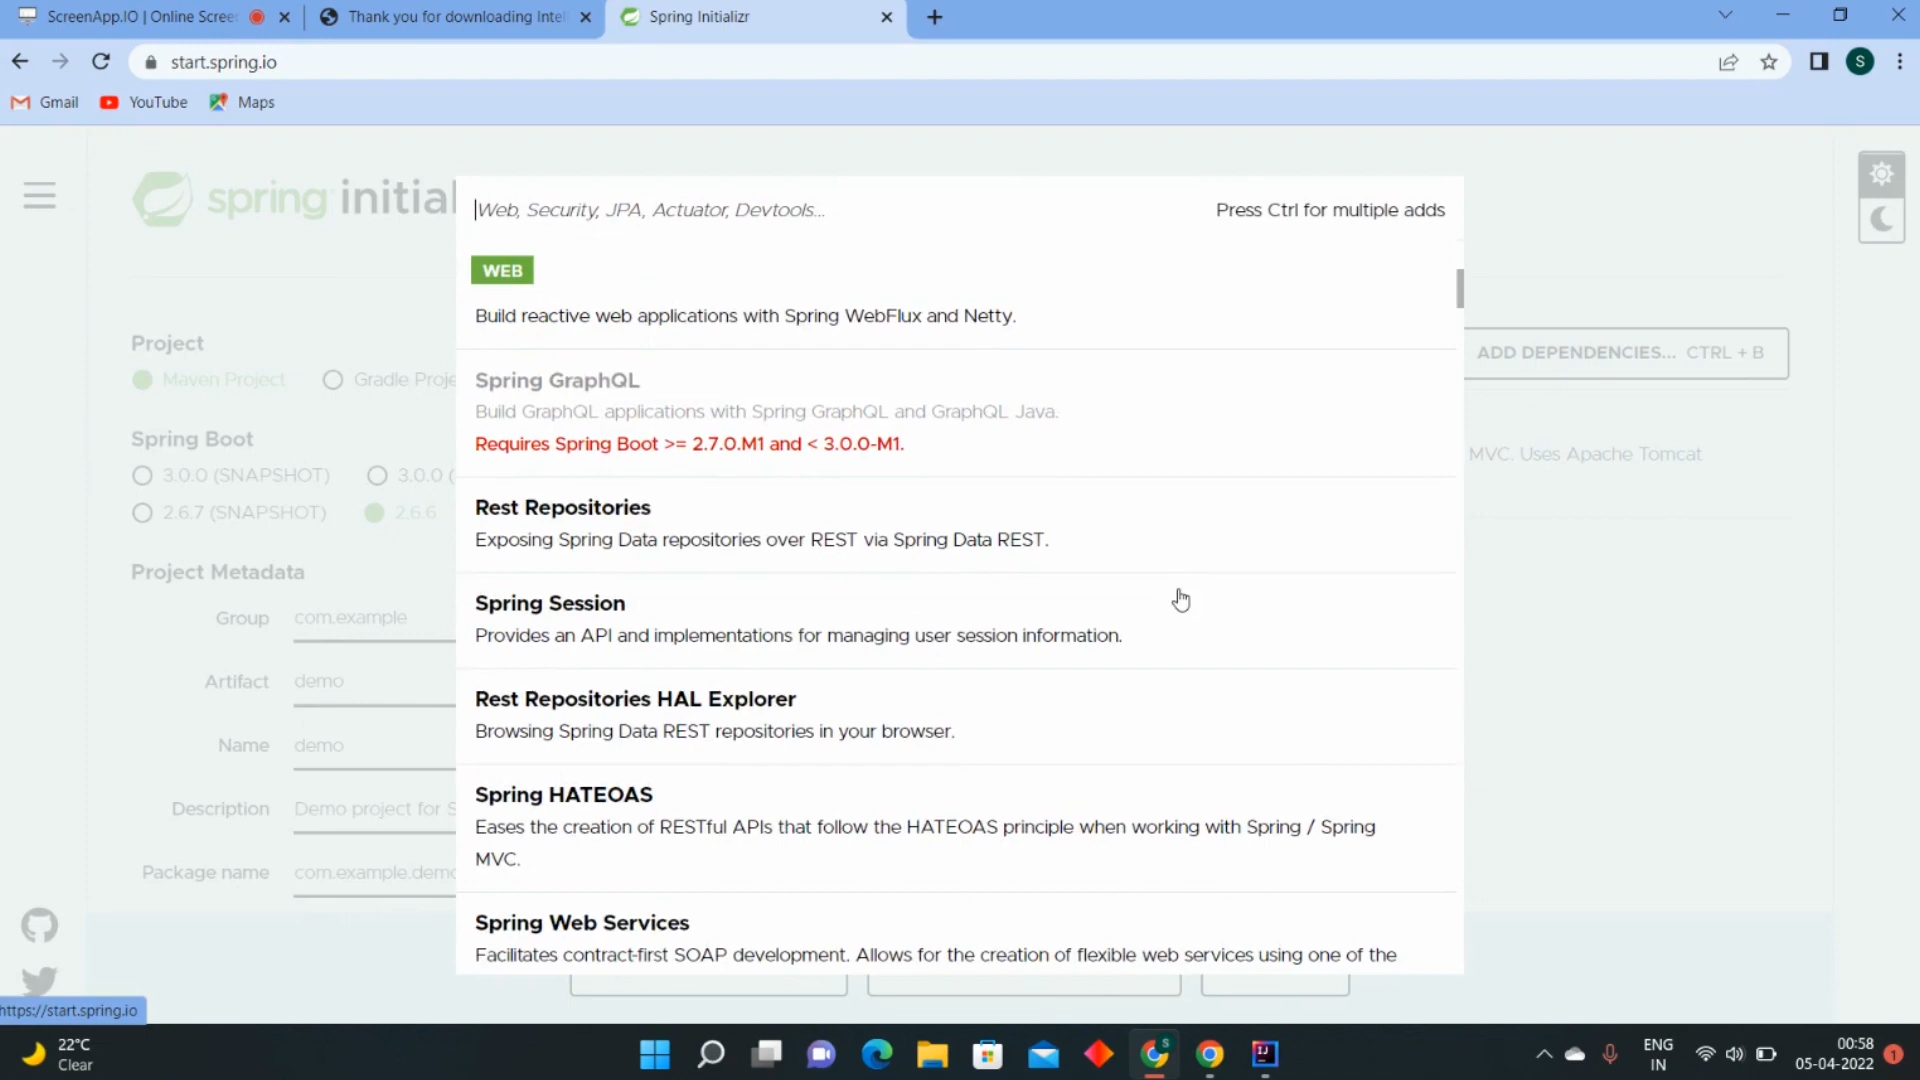 ScreenApp.IO | Online Scree
Thank you for downloading Intel
Spring Initializr
start.spring.io
S
Gmail
YouTube
Maps
spring initial
Web, Security, JPA, Actuator, Devtools...
Press Ctrl for multiple adds
WEB
Build reactive web applications with Spring WebFlux and Netty.
Spring GraphQL
Build GraphQL applications with Spring GraphQL and GraphQL Java.
Requires Spring Boot >= 2.7.0.M1 and < 3.0.0-M1.
Rest Repositories
Exposing Spring Data repositories over REST via Spring Data REST.
Spring Session
Provides an API and implementations for managing user session information.
Rest Repositories HAL Explorer
Browsing Spring Data REST repositories in your browser.
Spring HATEOAS
Eases the creation of RESTful APIs that follow the HATEOAS principle when working with Spring / Spring
MVC.
Spring Web Services
Facilitates contract-first SOAP development. Allows for the creation of flexible web services using one of the
Project
Maven Project
Gradle Proje
Spring Boot
3.0.0 (SNAPSHOT)
3.0.0 (
2.6.7 (SNAPSHOT)
2.6.6
Project Metadata
Group com.example
Artifact demo
Name demo
Description Demo project for S
Package name com.example.demo
ADD DEPENDENCIES... CTRL + B
MVC. Uses Apache Tomcat
https://start.spring.io
22°C
Clear
S
IJ
ENG
IN
00:58
05-04-2022
1